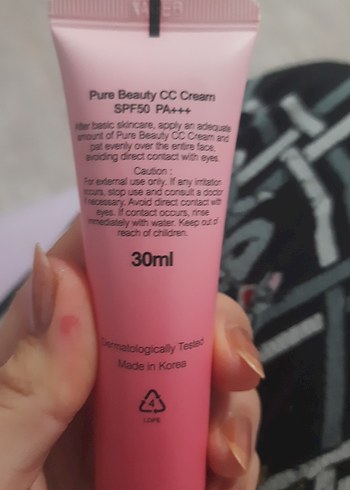 Pure Beauty CC Cream
SPF50 PA+++
After basic skincare, apply an adequate
amount of Pure Beauty CC Cream and
pat evenly over the entire face,
avoiding direct contact with eyes.
Caution :
For external use only. If any irritation
occurs, stop use and consult a doctor
if necessary. Avoid direct contact with
eyes. If contact occurs, rinse
immediately with water. Keep out of
reach of children.
30ml
Dermatologically Tested
Made in Korea
4
LDPE